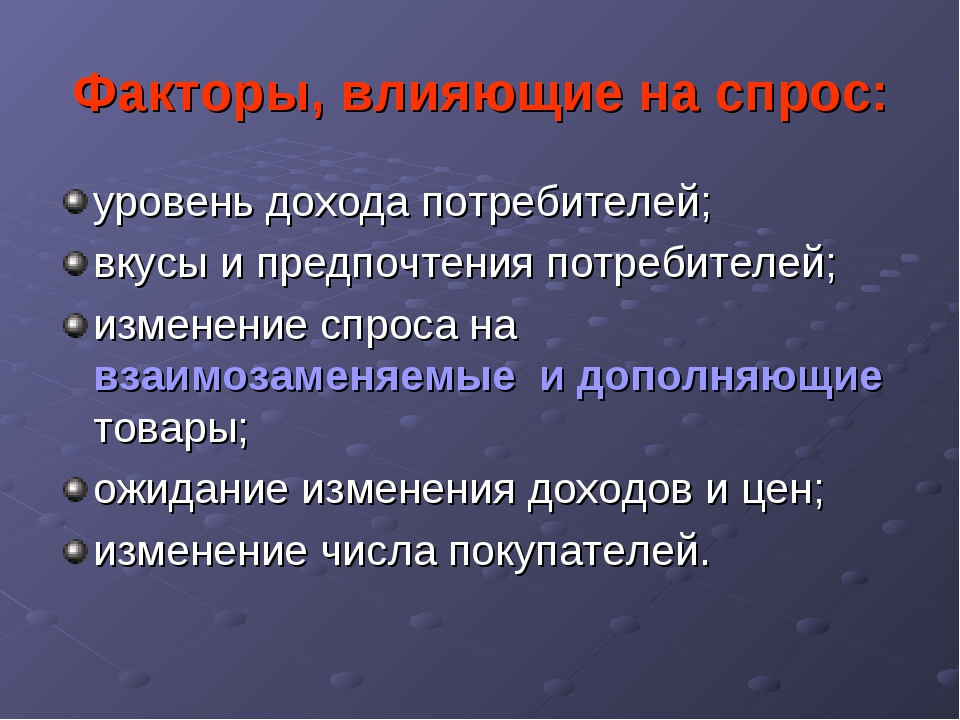 Факторы, влияющие на спрос:
уровень дохода потребителей;
вкусы и предпочтения потребителей;
изменение спроса на
взаимозаменяемые и дополняющие
товары;
ожидание изменения доходов и цен;
изменение числа покупателей.